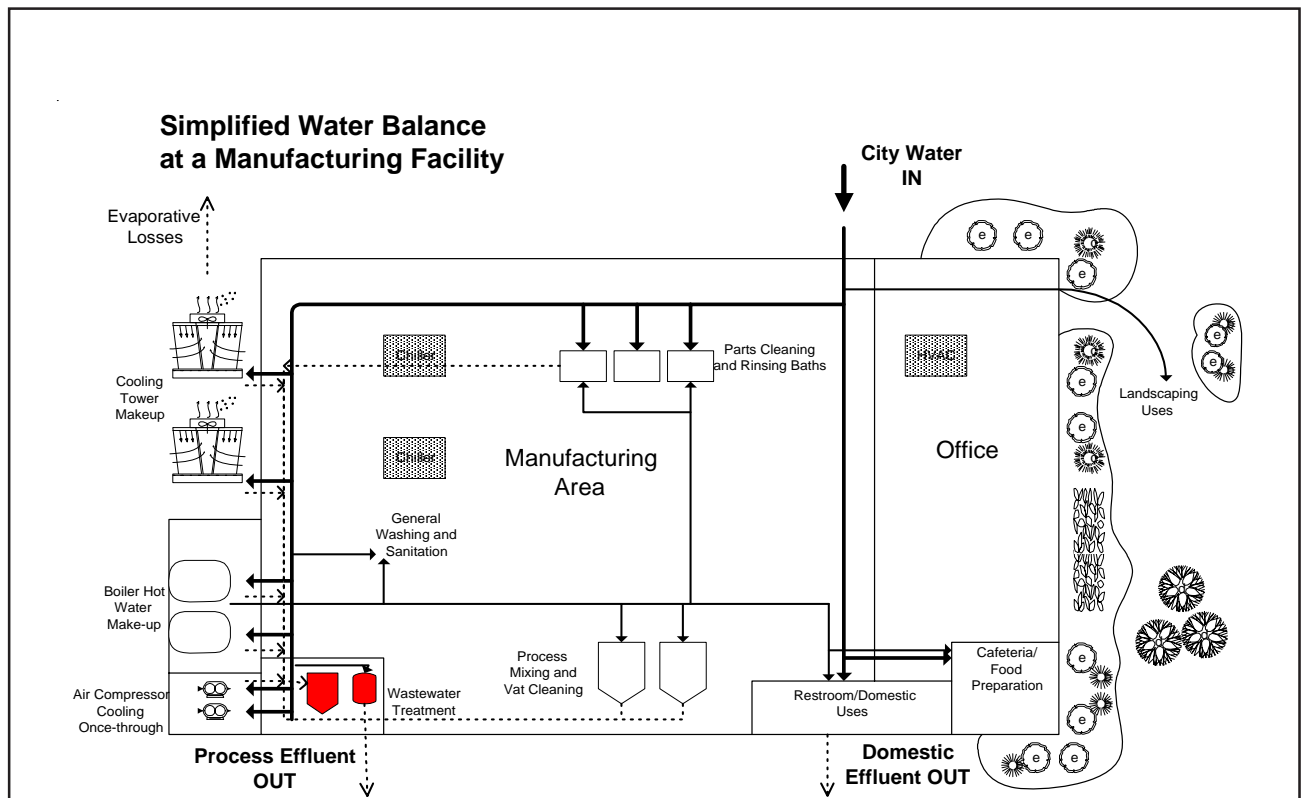 Simplified Water Balance
at a Manufacturing Facility
City Water
IN
Evaporative
Losses
Cooling
Tower
Makeup
Chiller
Parts Cleaning
and Rinsing Baths
HVAC
Landscaping
Uses
Chiller
Manufacturing
Area
Office
General
Washing and
Sanitation
Boiler Hot
Water
Make-up
Process
Mixing and
Vat Cleaning
Cafeteria/
Food
Preparation
Air Compressor
Cooling
Once-through
Wastewater
Treatment
Restroom/Domestic
Uses
Process Effluent
OUT
Domestic
Effluent OUT
e
e
e
e
e
e
e
e
e
e
e
e